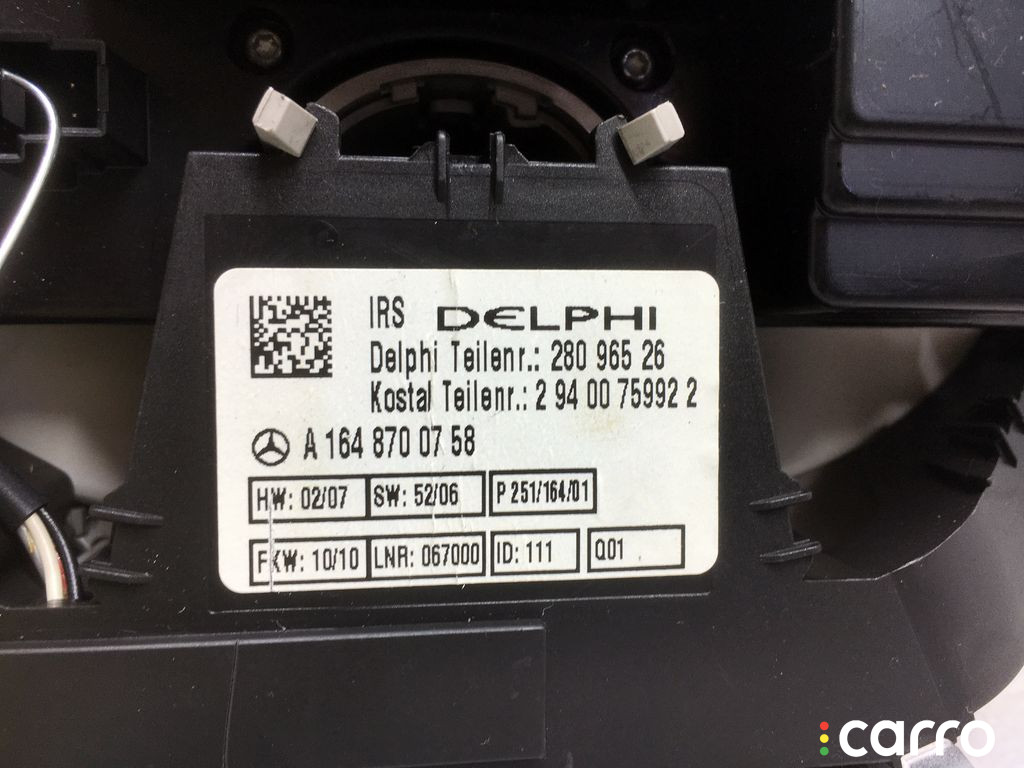 IRS DELPHI
Delphi Teilenr.: 280 965 26
Kostal Teilenr.: 2 94 00 75992 2
A 164 870 07 58
HW: 02/07 SW: 52/06 P 251/164/01
FKW: 10/10 LNR: 067000 ID: 111 Q01
carro